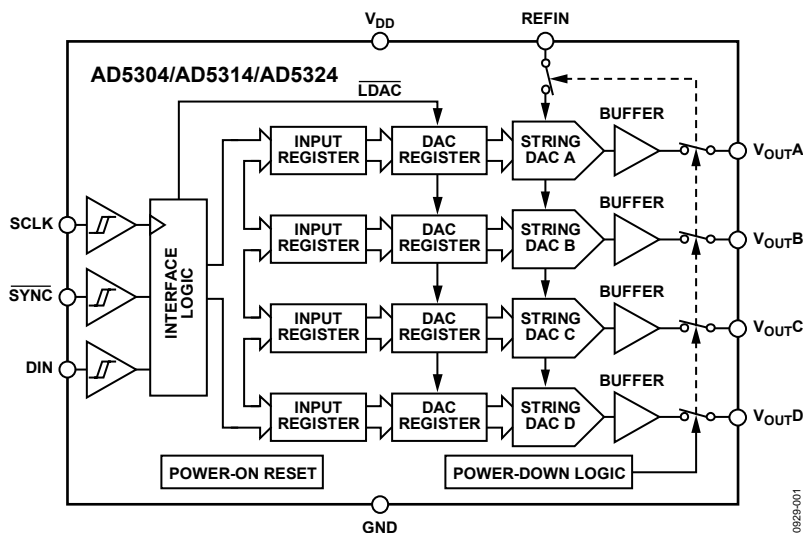 VDD
REFIN
AD5304/AD5314/AD5324
LDAC
BUFFER
INPUT
REGISTER
DAC
REGISTER
STRING
DAC A
VOUTA
BUFFER
SCLK
INPUT
REGISTER
DAC
REGISTER
STRING
DAC B
VOUTB
SYNC
INTERFACE
LOGIC
BUFFER
INPUT
REGISTER
DAC
REGISTER
STRING
DAC C
VOUTC
DIN
BUFFER
INPUT
REGISTER
DAC
REGISTER
STRING
DAC D
VOUTD
POWER-ON RESET
POWER-DOWN LOGIC
GND
0929-001